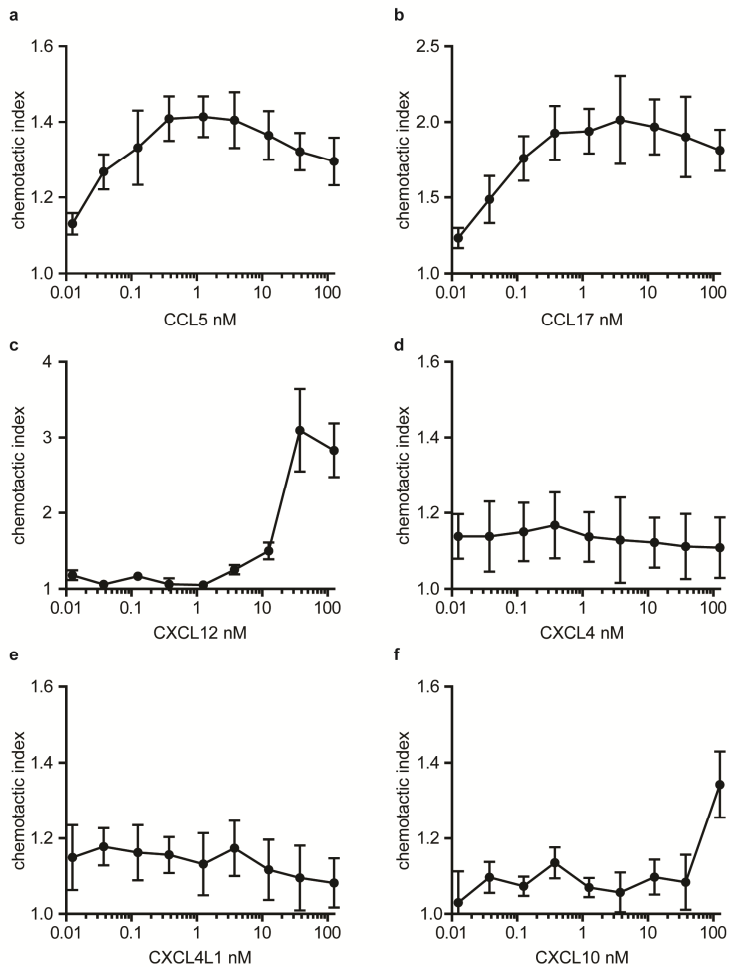 a
b
1.6
1.4
1.2
1.0
chemotactic index
0.01 0.1 1 10 100
CCL5 nM
2.5
2.0
1.5
1.0
chemotactic index
0.01 0.1 1 10 100
CCL17 nM
c
d
4
3
2
1
chemotactic index
0.01 0.1 1 10 100
CXCL12 nM
1.6
1.4
1.2
1.0
chemotactic index
0.01 0.1 1 10 100
CXCL4 nM
e
f
1.6
1.4
1.2
1.0
chemotactic index
0.01 0.1 1 10 100
CXCL4L1 nM
1.6
1.4
1.2
1.0
chemotactic index
0.01 0.1 1 10 100
CXCL10 nM